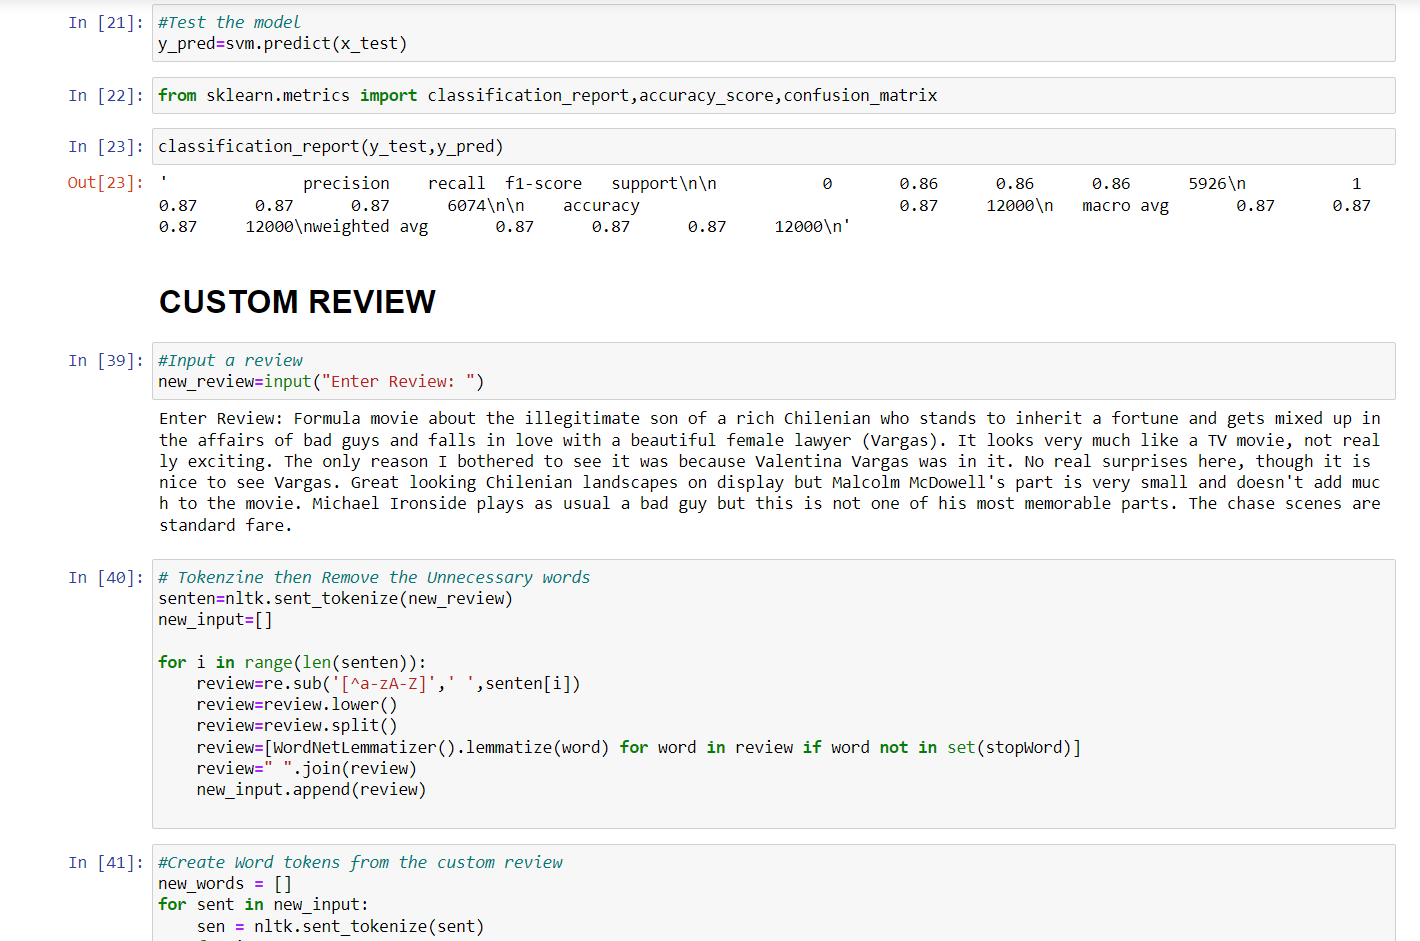 In [21]: #Test the model
y_pred=svm.predict(x_test)
In [22]: from sklearn.metrics import classification_report,accuracy_score,confusion_matrix
In [23]: classification_report(y_test,y_pred)
Out[23]: '              precision    recall  f1-score   support\n\n           0       0.86      0.86      0.86      5926\n           1
0.87      0.87      0.87      6074\n\n    accuracy                           0.87     12000\n   macro avg       0.87      0.87
0.87     12000\nweighted avg       0.87      0.87      0.87     12000\n'
CUSTOM REVIEW
In [39]: #Input a review
new_review=input("Enter Review: ")
Enter Review: Formula movie about the illegitimate son of a rich Chilenian who stands to inherit a fortune and gets mixed up in
the affairs of bad guys and falls in love with a beautiful female lawyer (Vargas). It looks very much like a TV movie, not real
ly exciting. The only reason I bothered to see it was because Valentina Vargas was in it. No real surprises here, though it is
nice to see Vargas. Great looking Chilenian landscapes on display but Malcolm McDowell's part is very small and doesn't add muc
h to the movie. Michael Ironside plays as usual a bad guy but this is not one of his most memorable parts. The chase scenes are
standard fare.
In [40]: # Tokenzine then Remove the Unnecessary words
senten=nltk.sent_tokenize(new_review)
new_input=[]
for i in range(len(senten)):
    review=re.sub('[^a-zA-Z]',' ',senten[i])
    review=review.lower()
    review=review.split()
    review=[WordNetLemmatizer().lemmatize(word) for word in review if word not in set(stopWord)]
    review=" ".join(review)
    new_input.append(review)
In [41]: #Create Word tokens from the custom review
new_words = []
for sent in new_input:
    sen = nltk.sent_tokenize(sent)